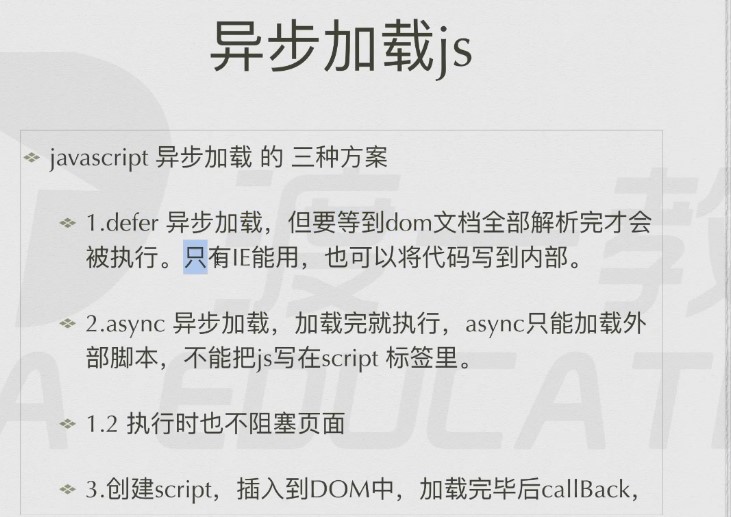 异步加载js
javascript 异步加载 的 三种方案
1.defer 异步加载，但要等到dom文档全部解析完才会
被执行。只有IE能用，也可以将代码写到内部。
2.async 异步加载，加载完就执行，async只能加载外
部脚本，不能把js写在script 标签里。
1.2 执行时也不阻塞页面
3.创建script，插入到DOM中，加载完毕后callBack，
渡 教
A EDUCATI